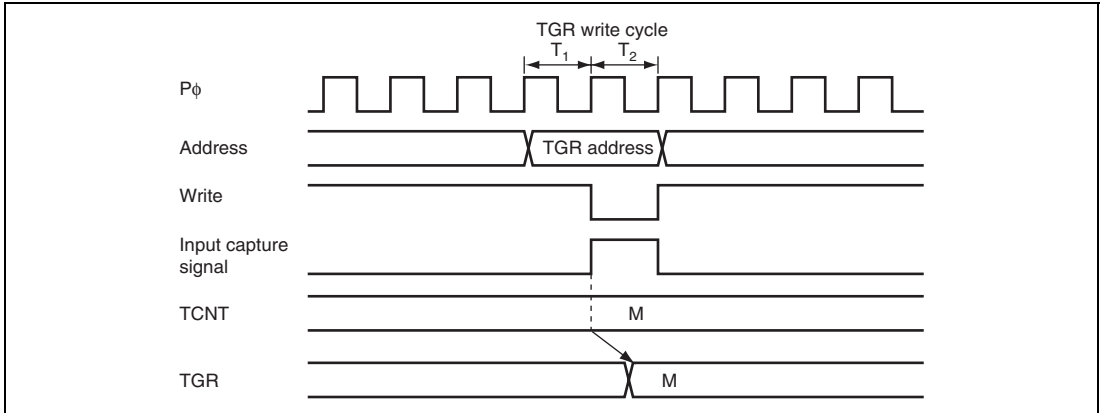 TGR write cycle
T1 T2
Pϕ
Address
TGR address
Write
Input capture
signal
TCNT
M
TGR
M